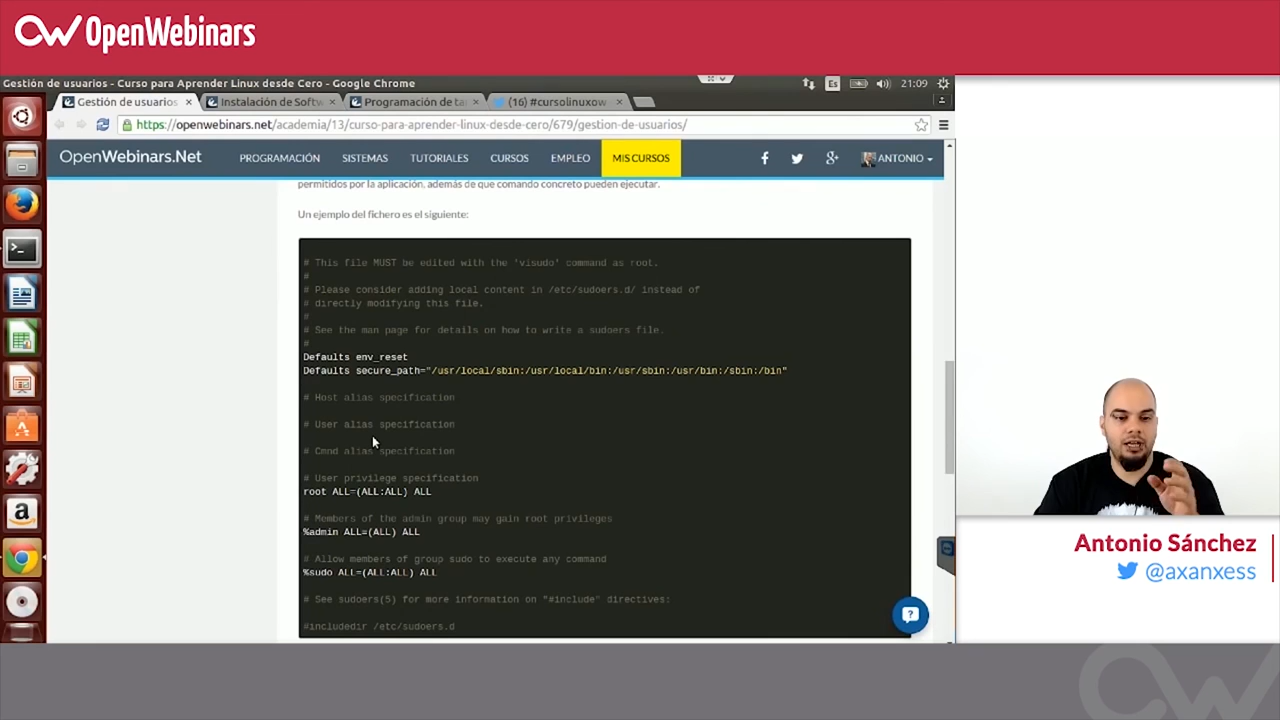 OpenWebinars
Gestión de usuarios - Curso para Aprender Linux desde Cero - Google Chrome
Es
21:09
Gestión de usuarios ×
Instalación de Softw ×
Programación de ta ×
(16) #cursolinuxow ×
https://openwebinars.net/academia/13/curso-para-aprender-linux-desde-cero/679/gestion-de-usuarios/
OpenWebinars.Net
PROGRAMACIÓN
SISTEMAS
TUTORIALES
CURSOS
EMPLEO
MIS CURSOS
ANTONIO
permitidos por la aplicación, además de que comando concreto pueden ejecutar.
Un ejemplo del fichero es el siguiente:
# This file MUST be edited with the 'visudo' command as root.
#
# Please consider adding local content in /etc/sudoers.d/ instead of
# directly modifying this file.
#
# See the man page for details on how to write a sudoers file.
#
Defaults env_reset
Defaults secure_path="/usr/local/sbin:/usr/local/bin:/usr/sbin:/usr/bin:/sbin:/bin"
# Host alias specification
# User alias specification
# Cmnd alias specification
# User privilege specification
root ALL=(ALL:ALL) ALL
# Members of the admin group may gain root privileges
%admin ALL=(ALL) ALL
# Allow members of group sudo to execute any command
%sudo ALL=(ALL:ALL) ALL
# See sudoers(5) for more information on "#include" directives:
#includedir /etc/sudoers.d
Antonio Sánchez
@axanxess